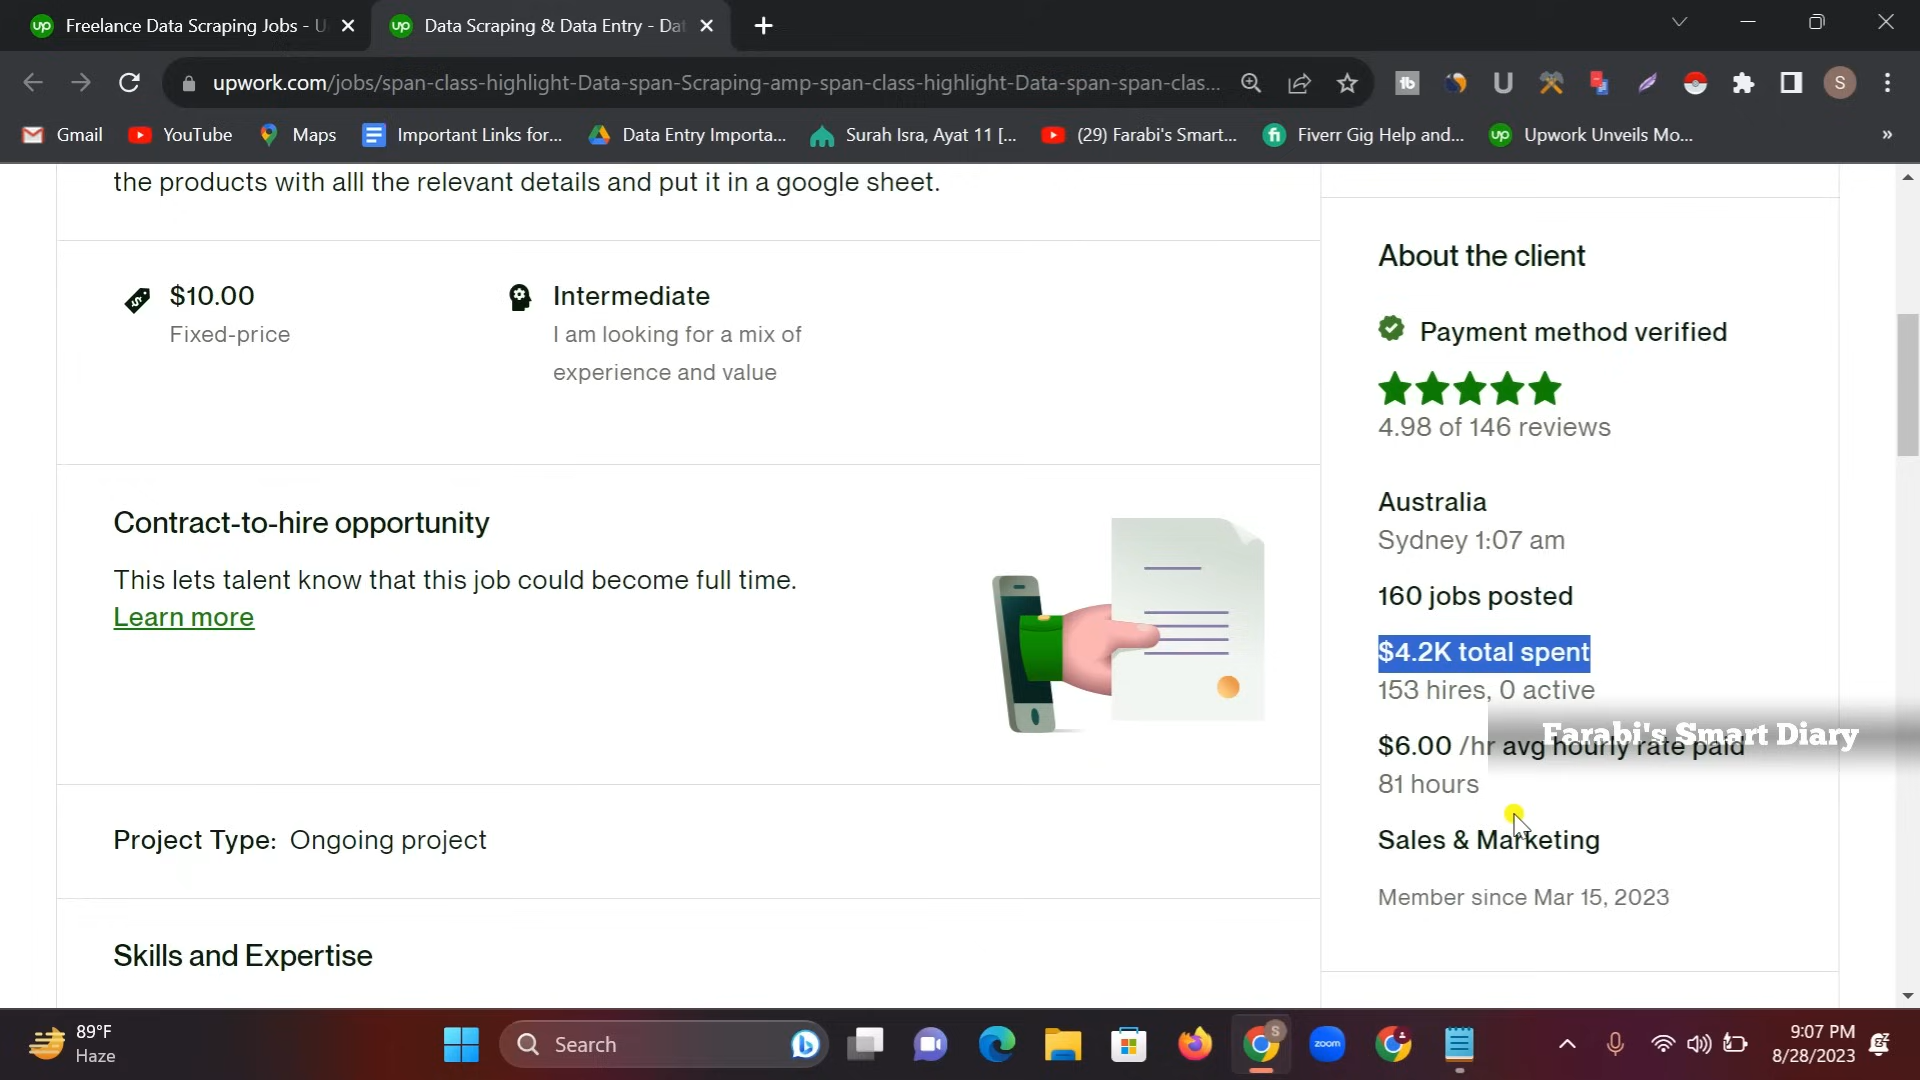 Freelance Data Scraping Jobs - U
Data Scraping & Data Entry - Dat
upwork.com/jobs/span-class-highlight-Data-span-Scraping-amp-span-class-highlight-Data-span-span-clas...
Gmail
YouTube
Maps
Important Links for...
Data Entry Importa...
Surah Isra, Ayat 11 [...
(29) Farabi's Smart...
Fiverr Gig Help and...
Upwork Unveils Mo...
»
the products with alll the relevant details and put it in a google sheet.
$10.00
Fixed-price
Intermediate
I am looking for a mix of
experience and value
Contract-to-hire opportunity
This lets talent know that this job could become full time.
Learn more
Project Type: Ongoing project
Skills and Expertise
About the client
Payment method verified
4.98 of 146 reviews
Australia
Sydney 1:07 am
160 jobs posted
$4.2K total spent
153 hires, 0 active
$6.00 /hr avg hourly rate paid
81 hours
Sales & Marketing
Member since Mar 15, 2023
Farabi's Smart Diary
89°F
Haze
Search
zoom
9:07 PM
8/28/2023